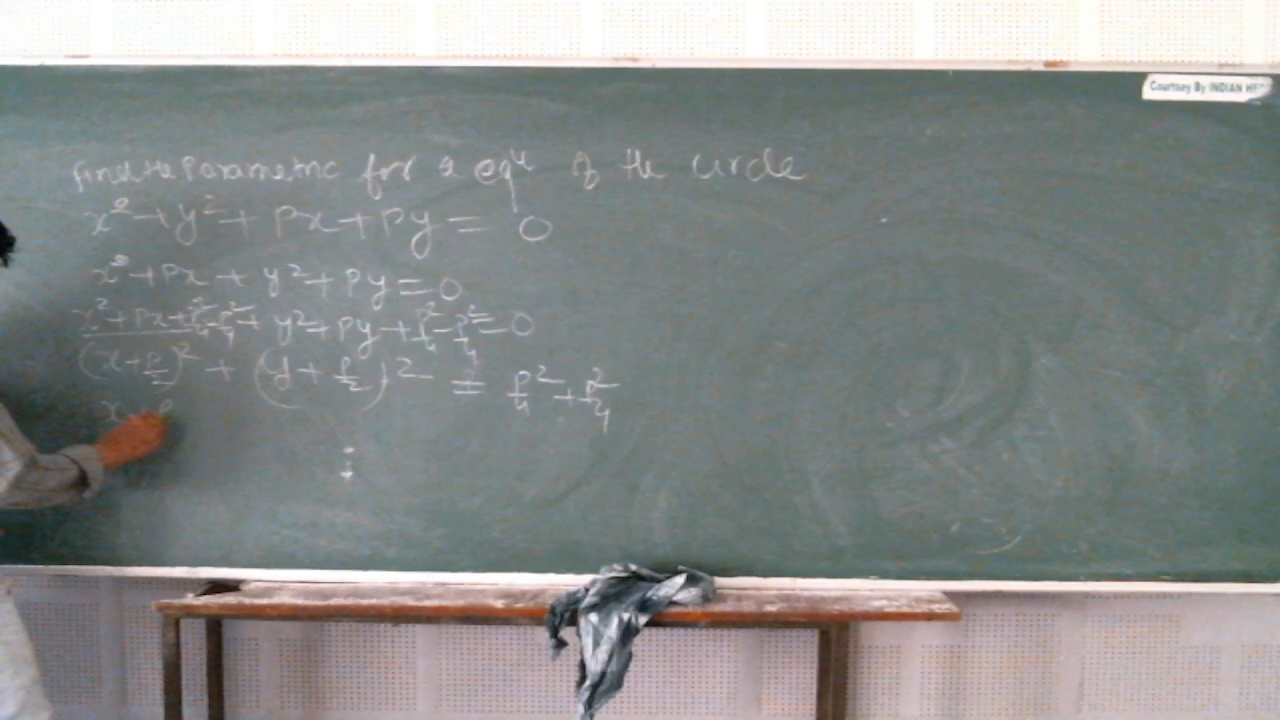 Courtsey By INDIAN
Find the Parametric for a eqⁿ of the circle
x² + y² + Px + Py = 0
x² + Px + y² + Py = 0
x² + Px + P²/4 - P²/4 + y² + Py + P²/4 - P²/4 = 0
(x + P/2)² + (y + P/2)² = P²/4 + P²/4
x